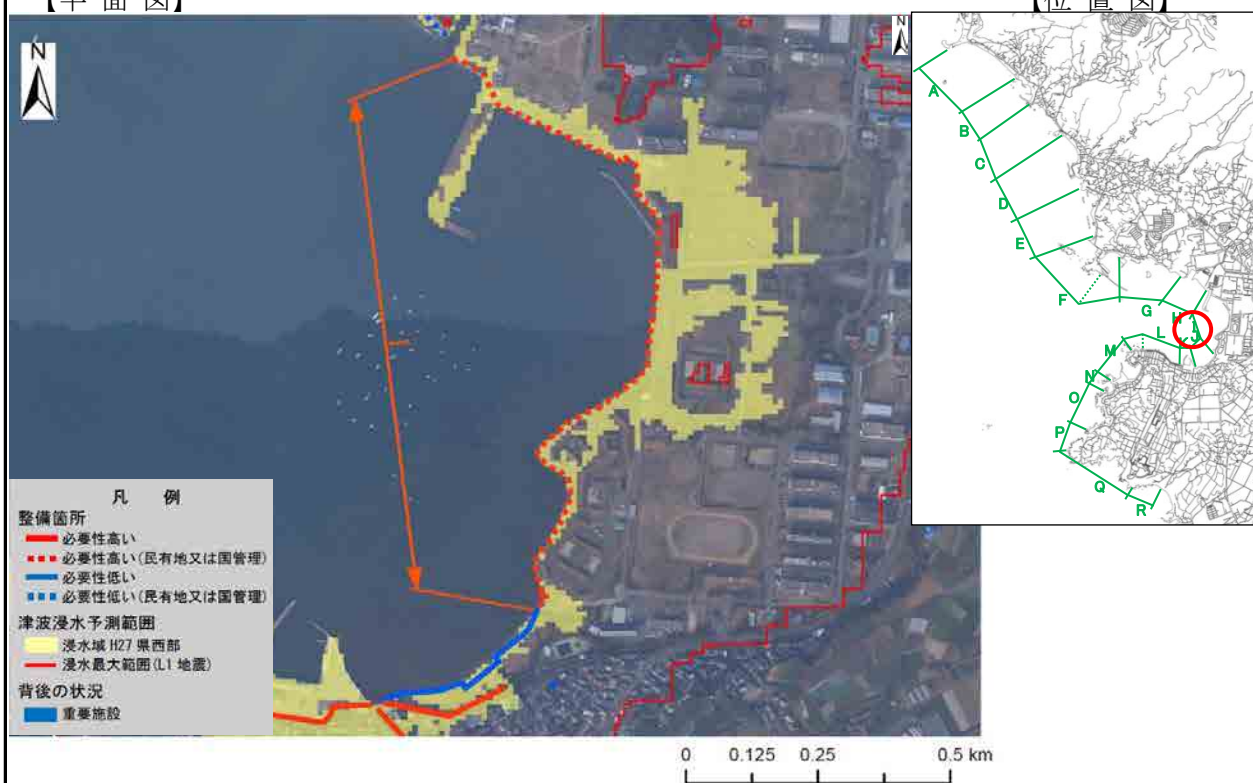 【平 面 図】
【位 置 図】
N
N
A
B
C
D
E
F
G
H
I
J
L
M
N
O
P
Q
R
I
凡 例
整備箇所
必要性高い
必要性高い(民有地又は国管理)
必要性低い
必要性低い(民有地又は国管理)
津波浸水予測範囲
浸水域 H27 県西部
浸水最大範囲(L1 地震)
背後の状況
重要施設
0 0.125 0.25 0.5 km